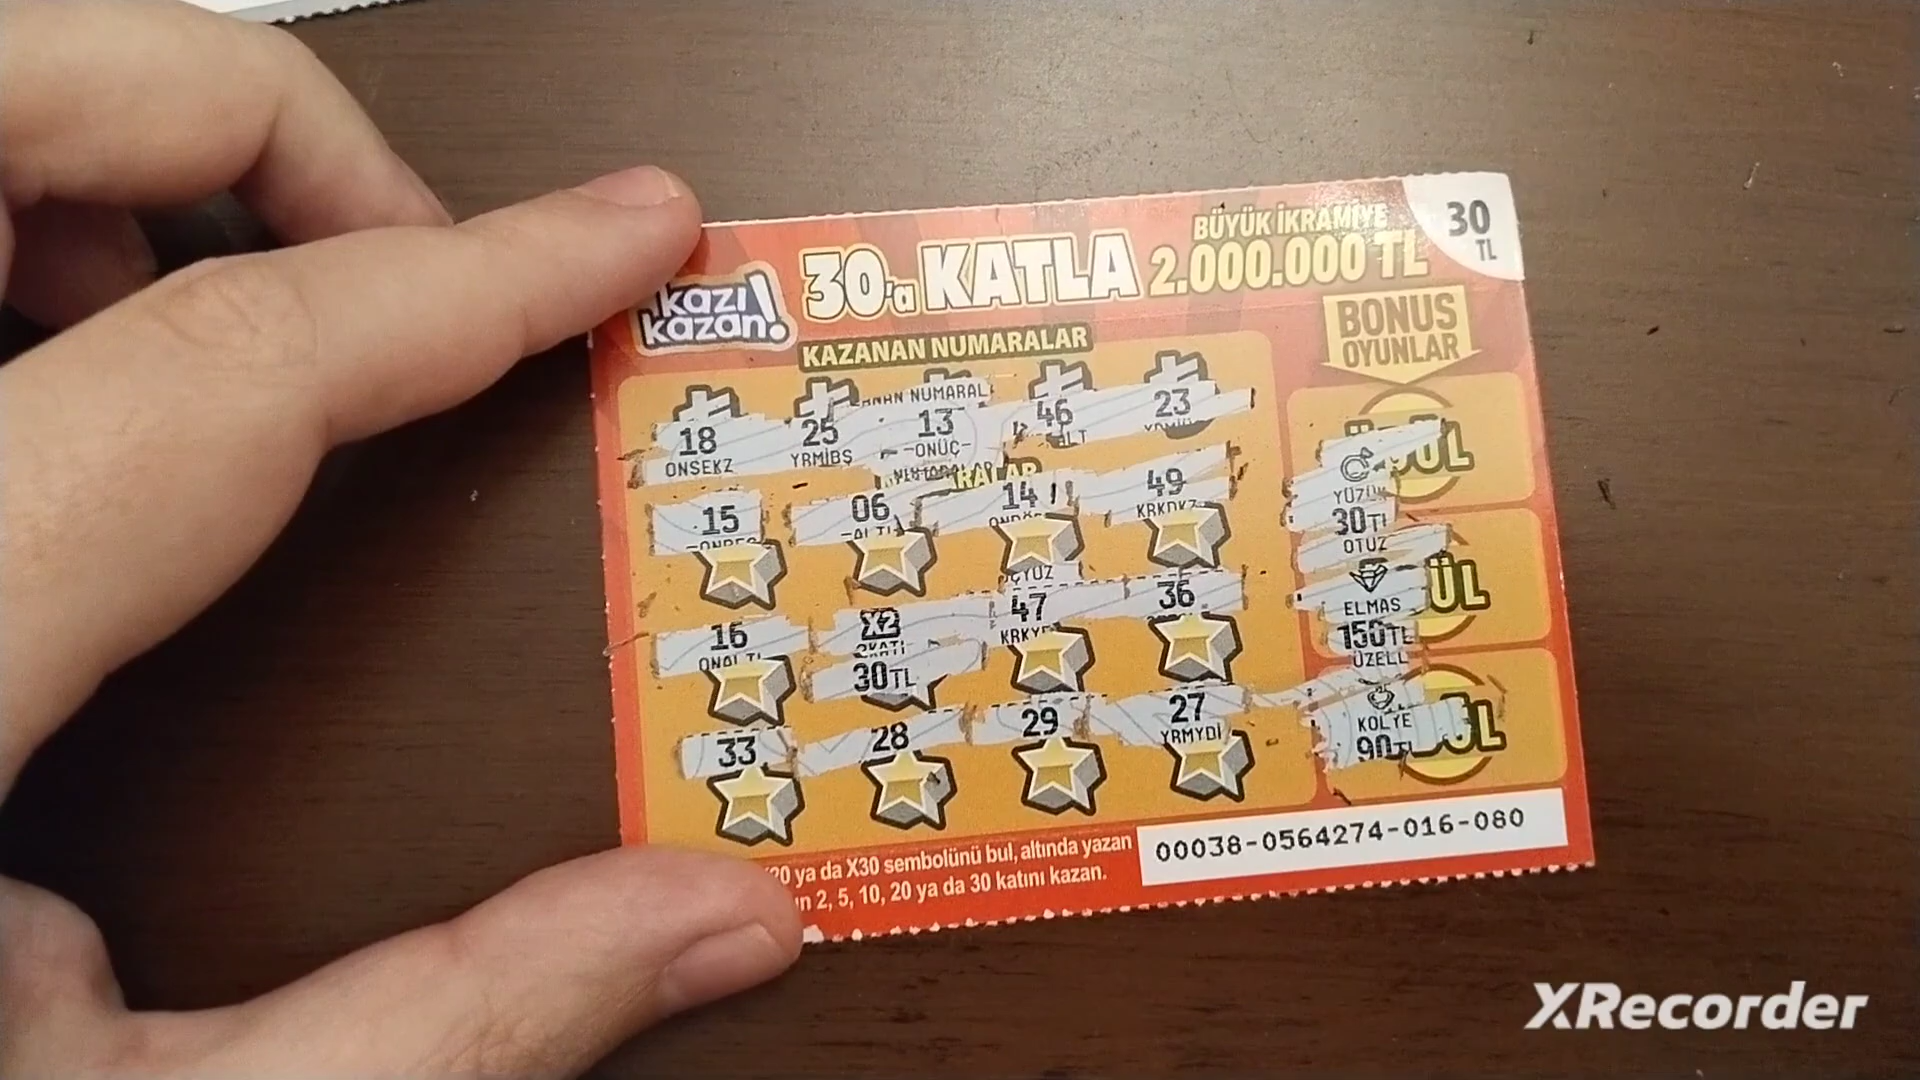 30
TL
BÜYÜK İKRAMİYE
2.000.000 TL
30'a KATLA
kazı
kazan!
BONUS
OYUNLAR
KAZANAN NUMARALAR
18 25 13 46 23
ONSEKZ YRMİBŞ ONÜÇ
15 06 14 49
KRKDKZ
16 X2 47 36
30TL
33 28 29 27
YRMYDİ
YÜZÜK
30TL
OTUZ
ELMAS
150TL
KOLYE
90TL
ya da X30 sembolünü bul, altında yazan
2, 5, 10, 20 ya da 30 katını kazan.
00038-0564274-016-080
XRecorder